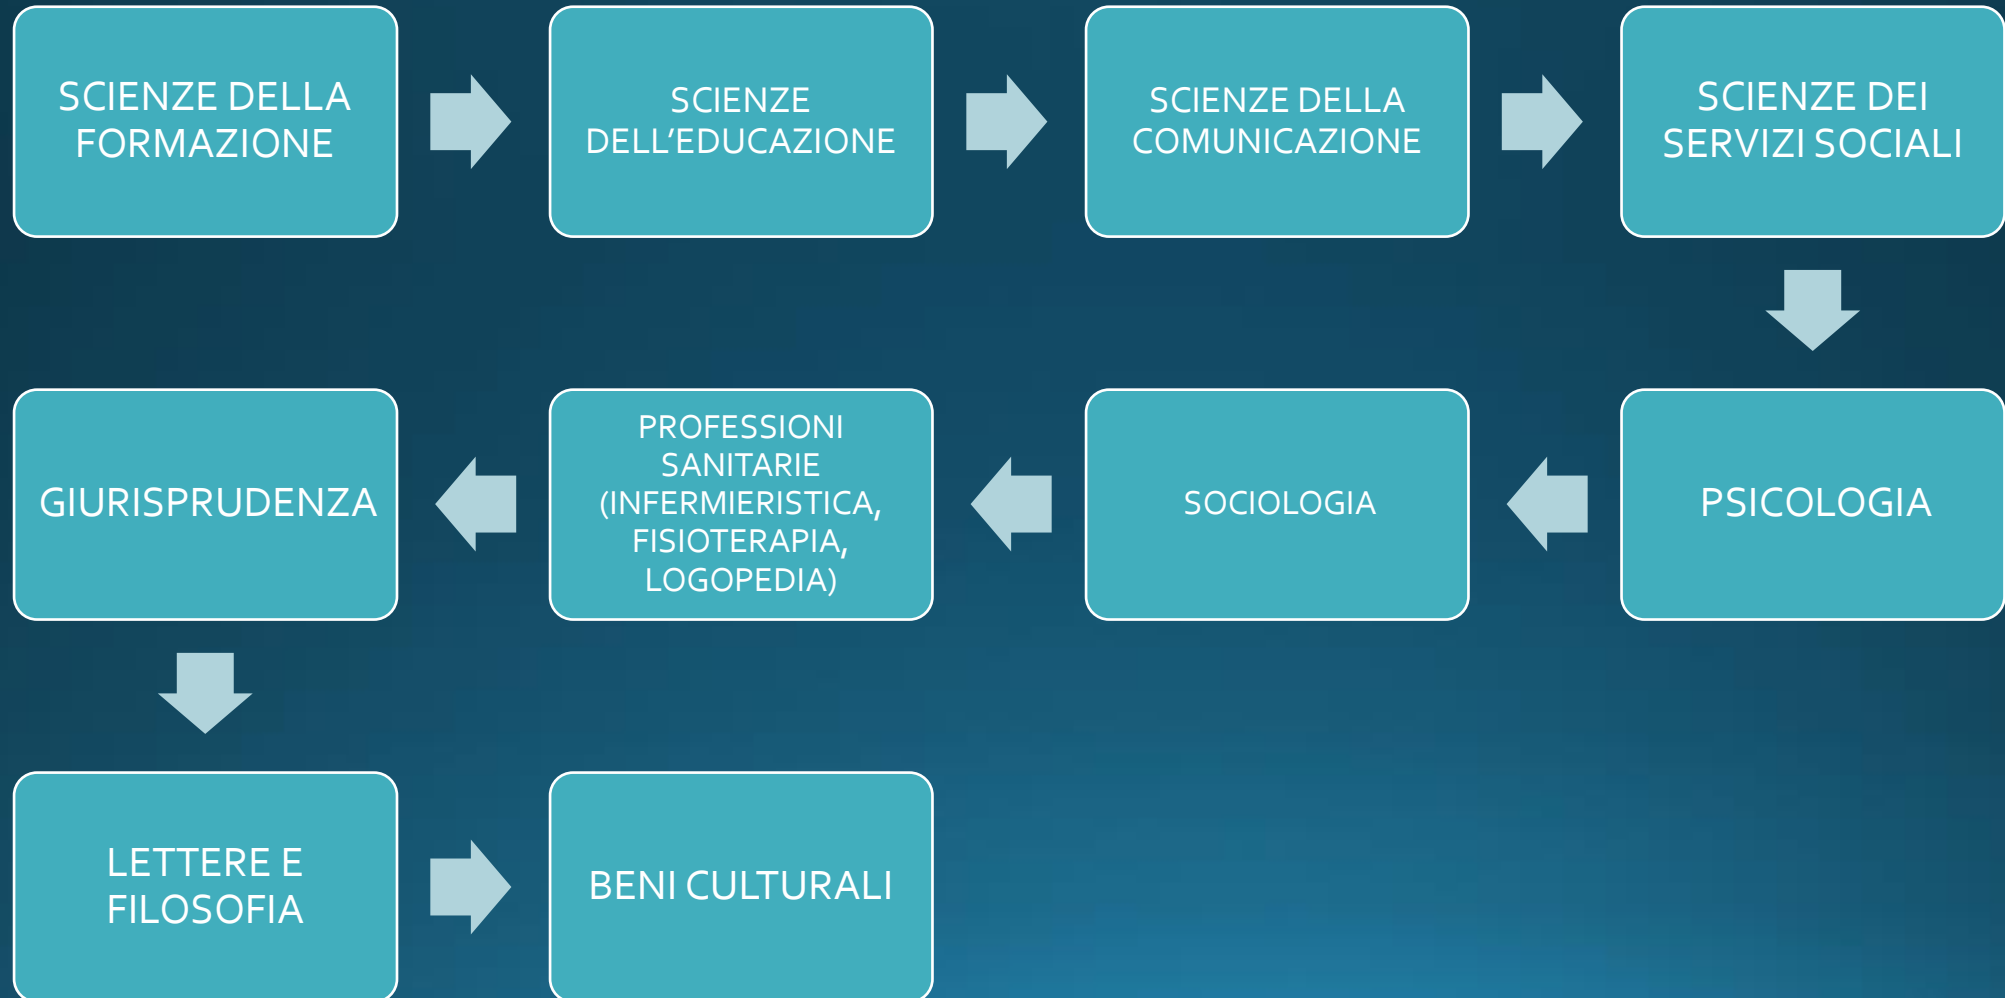 SCIENZE DELLA
FORMAZIONE
SCIENZE
DELL’EDUCAZIONE
SCIENZE DELLA
COMUNICAZIONE
SCIENZE DEI
SERVIZI SOCIALI
PSICOLOGIA
SOCIOLOGIA
PROFESSIONI
SANITARIE
(INFERMIERISTICA,
FISIOTERAPIA,
LOGOPEDIA)
GIURISPRUDENZA
LETTERE E
FILOSOFIA
BENI CULTURALI